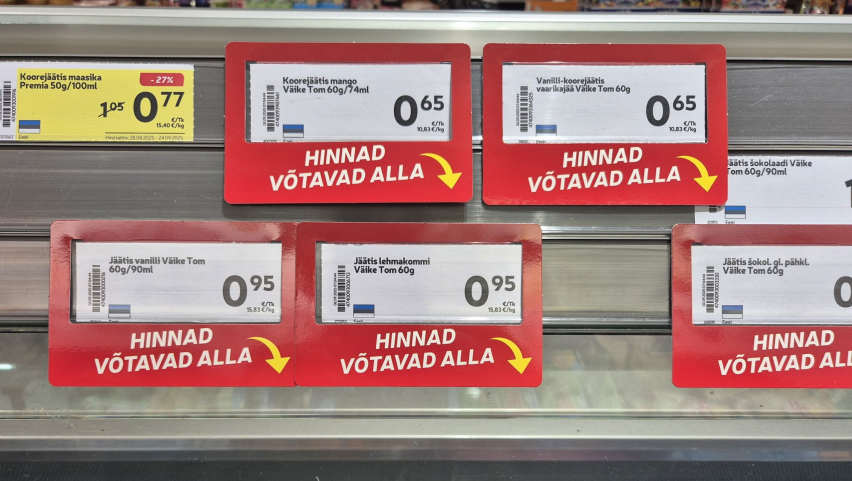 Koorejäätis maasika
Premia 50g/100ml
- 27%
1.05
0.77
€/Tk
15,40 €/kg
Eesti
Koorejäätis mango
Väike Tom 60g/74ml
0.65
€/Tk
10,83 €/kg
HINNAD
VÕTAVAD ALLA
Vanilli-koorejäätis
vaarikajää Väike Tom 60g
0.65
€/Tk
10,83 €/kg
HINNAD
VÕTAVAD ALLA
Jäätis šokolaadi Väike
Tom 60g/90ml
Jäätis vanilli Väike Tom
60g/90ml
0.95
€/Tk
15,83 €/kg
HINNAD
VÕTAVAD ALLA
Jäätis lehmakommi
Väike Tom 60g
0.95
€/Tk
15,83 €/kg
HINNAD
VÕTAVAD ALLA
Jäätis šokol. gl. pähkl.
Väike Tom 60g
0
HINNAD
VÕTAVAD ALL